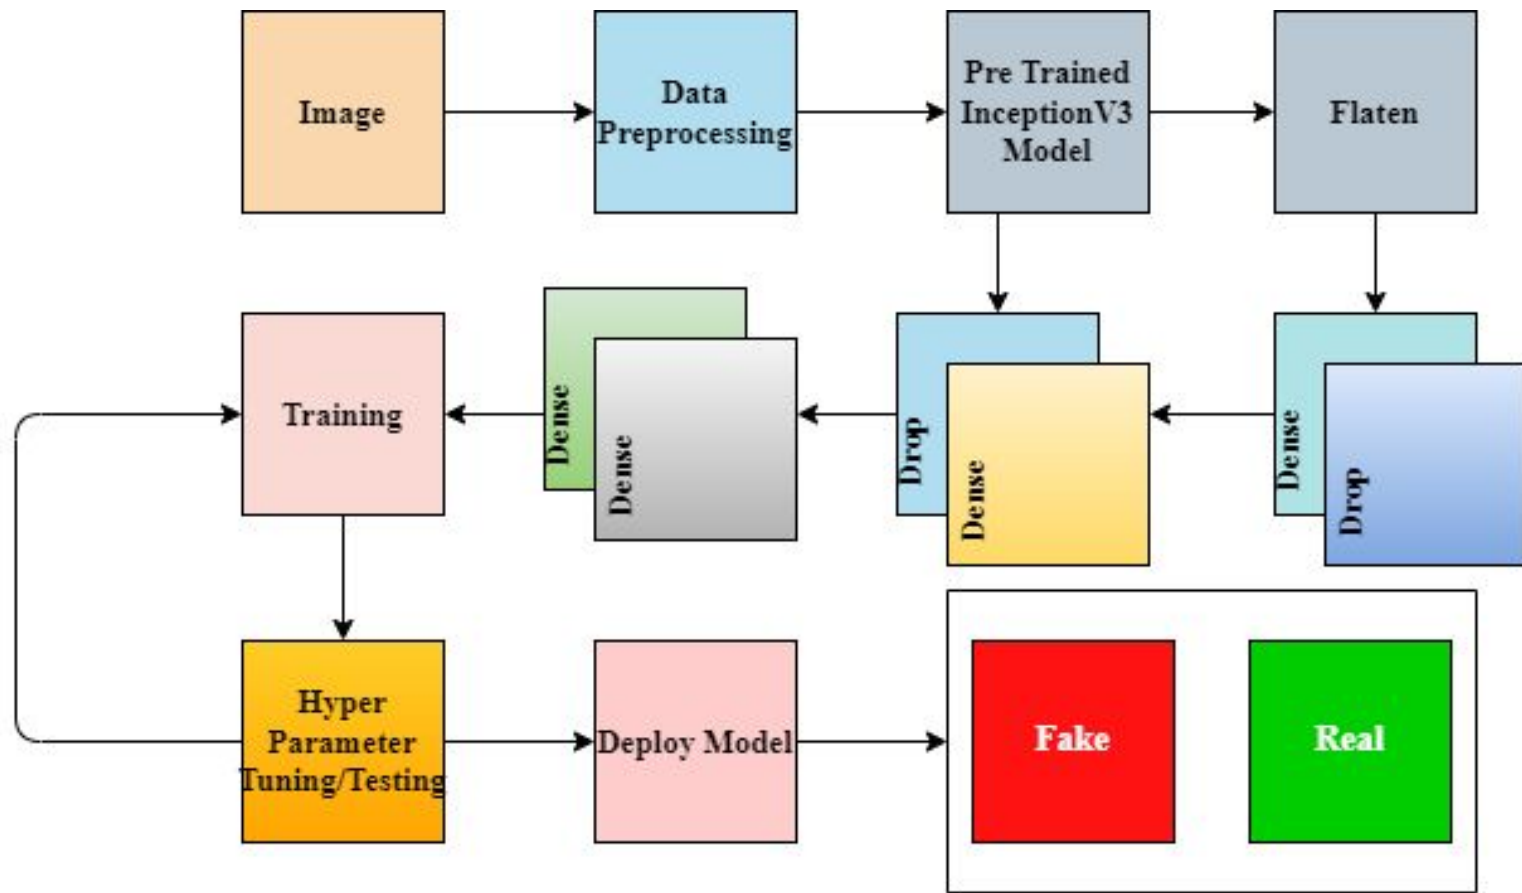 Image
Data
Preprocessing
Pre Trained
InceptionV3
Model
Flaten
Training
Dense
Dense
Drop
Dense
Dense
Drop
Hyper
Parameter
Tuning/Testing
Deploy Model
Fake
Real